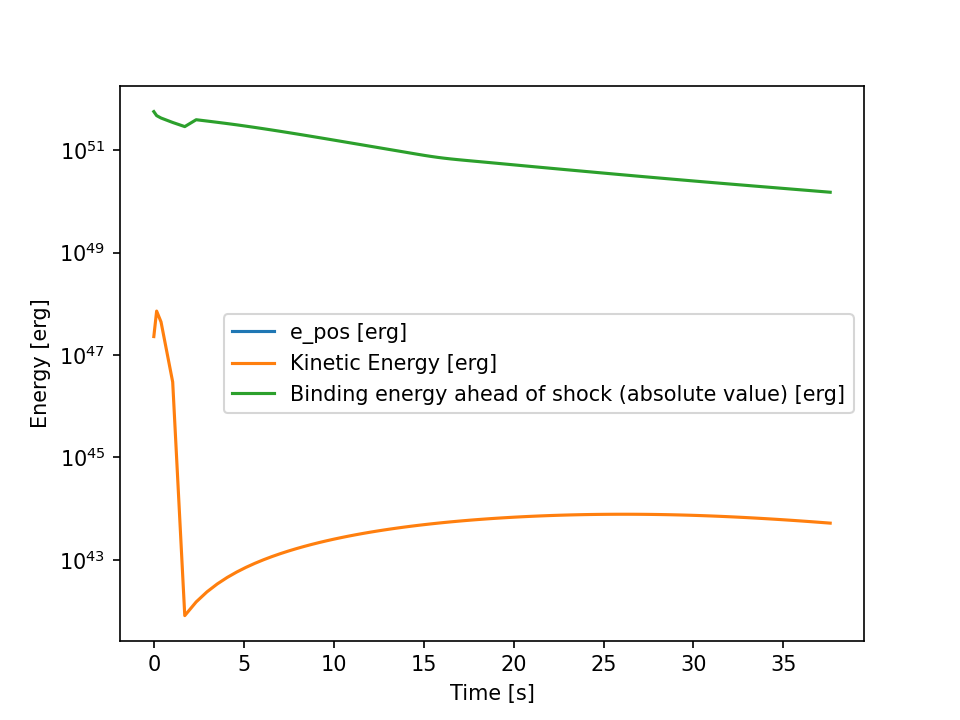 10^51
10^49
10^47
10^45
10^43
Energy [erg]
e_pos [erg]
Kinetic Energy [erg]
Binding energy ahead of shock (absolute value) [erg]
0 5 10 15 20 25 30 35
Time [s]